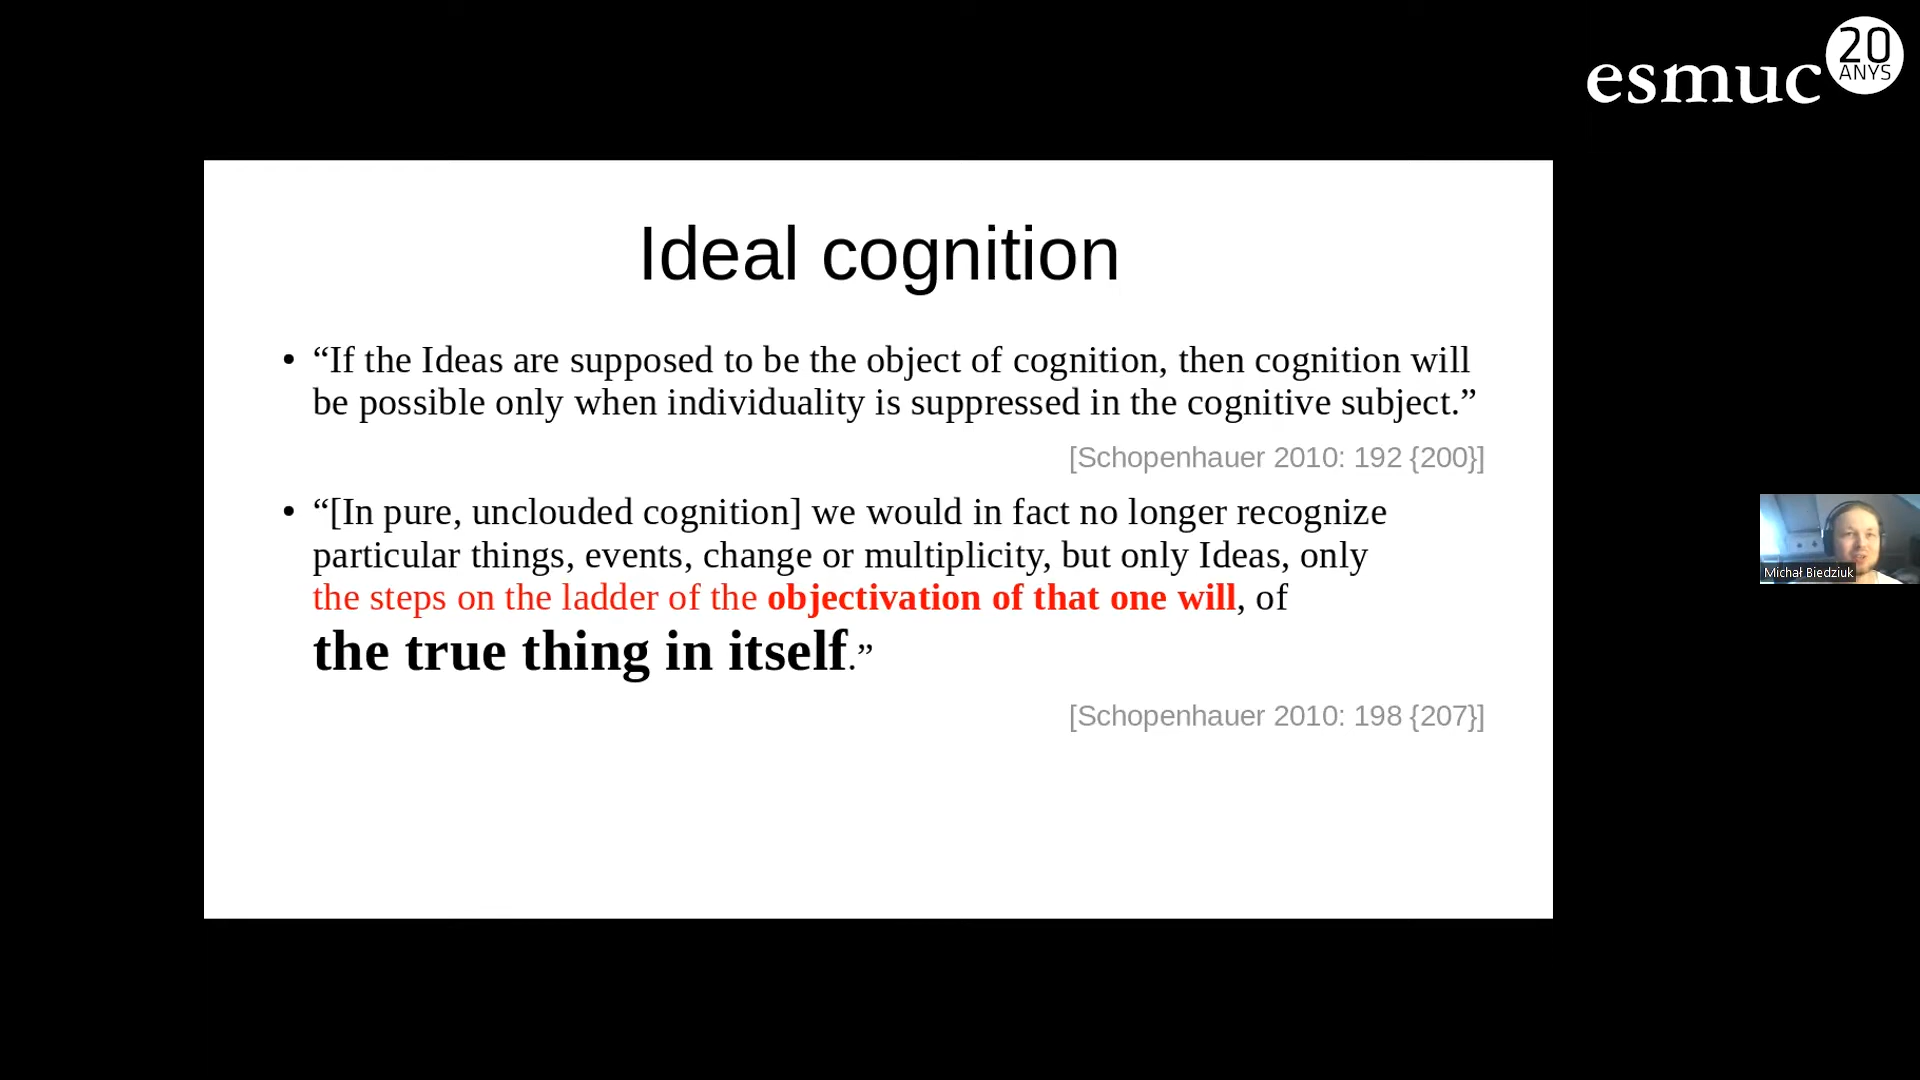 esmuc
20
ANYS
Ideal cognition
• “If the Ideas are supposed to be the object of cognition, then cognition will
be possible only when individuality is suppressed in the cognitive subject.”
[Schopenhauer 2010: 192 {200}]
• “[In pure, unclouded cognition] we would in fact no longer recognize
particular things, events, change or multiplicity, but only Ideas, only
the steps on the ladder of the objectivation of that one will, of
the true thing in itself.”
[Schopenhauer 2010: 198 {207}]
Michał Biedziuk